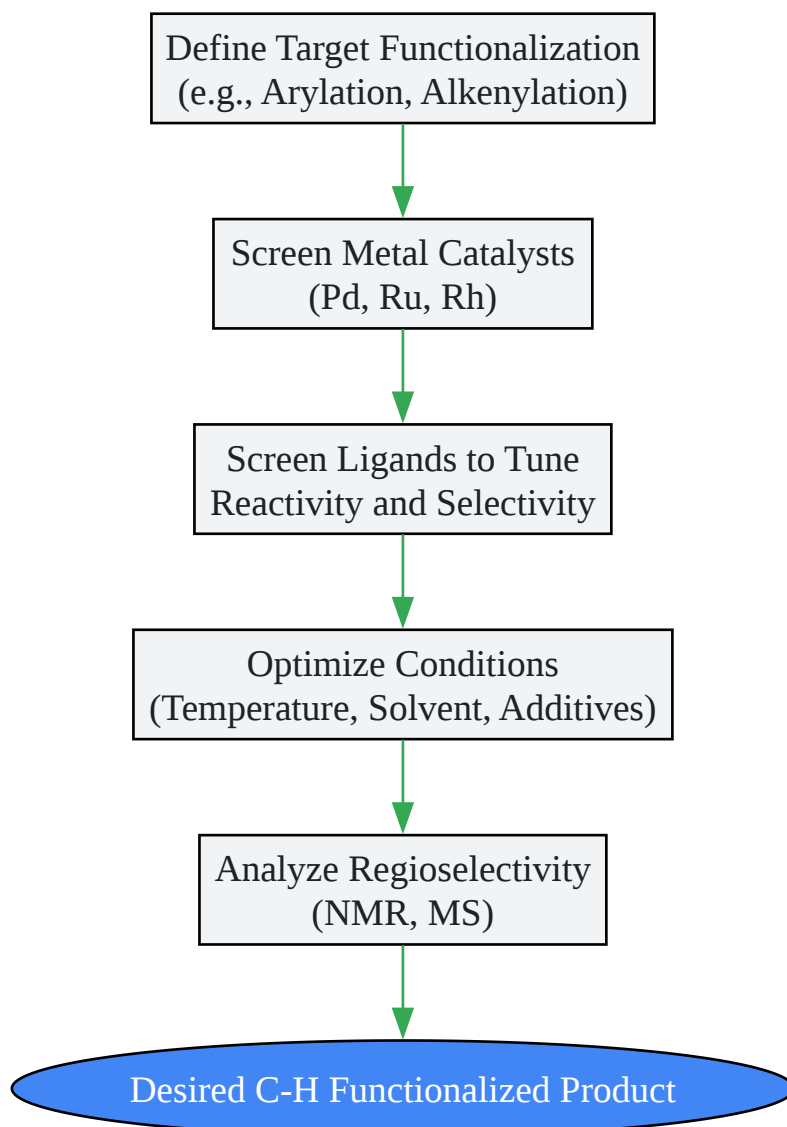 Define Target Functionalization
(e.g., Arylation, Alkenylation)
Screen Metal Catalysts
(Pd, Ru, Rh)
Screen Ligands to Tune
Reactivity and Selectivity
Optimize Conditions
(Temperature, Solvent, Additives)
Analyze Regioselectivity
(NMR, MS)
Desired C-H Functionalized Product